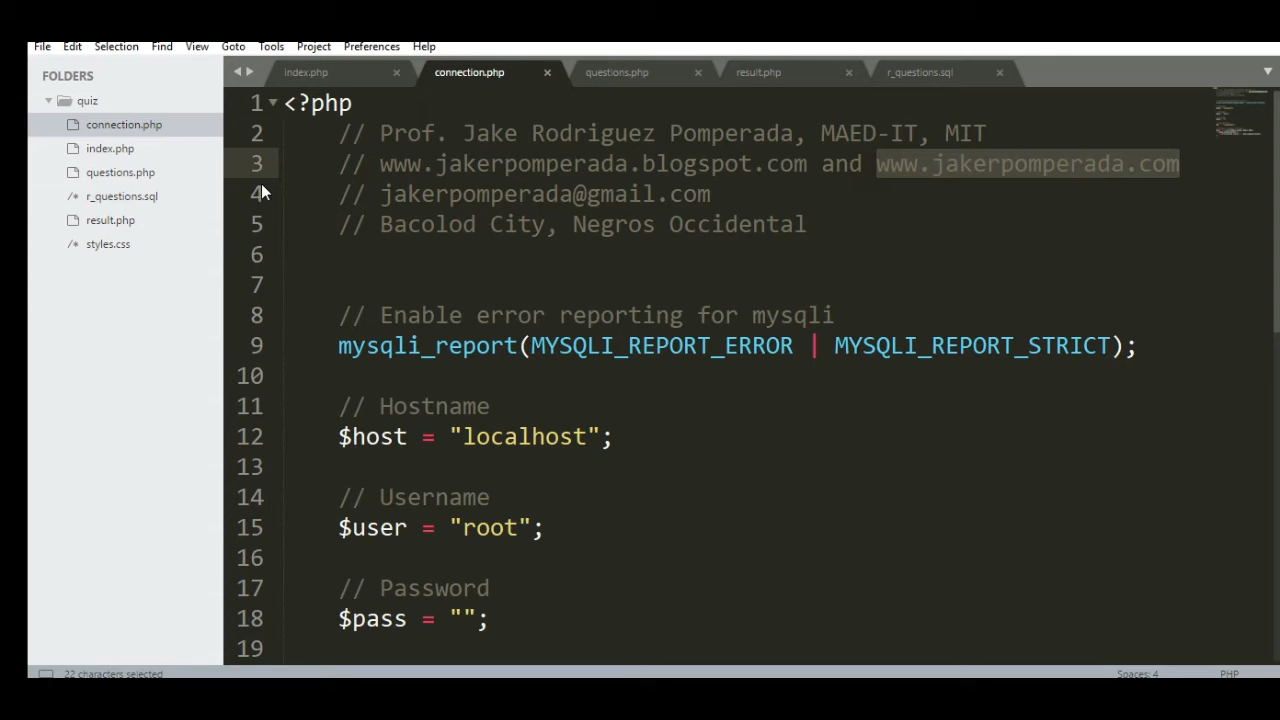 File Edit Selection Find View Goto Tools Project Preferences Help
FOLDERS
quiz
connection.php
index.php
questions.php
/* r_questions.sql
result.php
/* styles.css
index.php × connection.php × questions.php × result.php × r_questions.sql ×
1 <?php
2 // Prof. Jake Rodriguez Pomperada, MAED-IT, MIT
3 // www.jakerpomperada.blogspot.com and www.jakerpomperada.com
4 // jakerpomperada@gmail.com
5 // Bacolod City, Negros Occidental
6
7
8 // Enable error reporting for mysqli
9 mysqli_report(MYSQLI_REPORT_ERROR | MYSQLI_REPORT_STRICT);
10
11 // Hostname
12 $host = "localhost";
13
14 // Username
15 $user = "root";
16
17 // Password
18 $pass = "";
19
22 characters selected
Spaces: 4 PHP